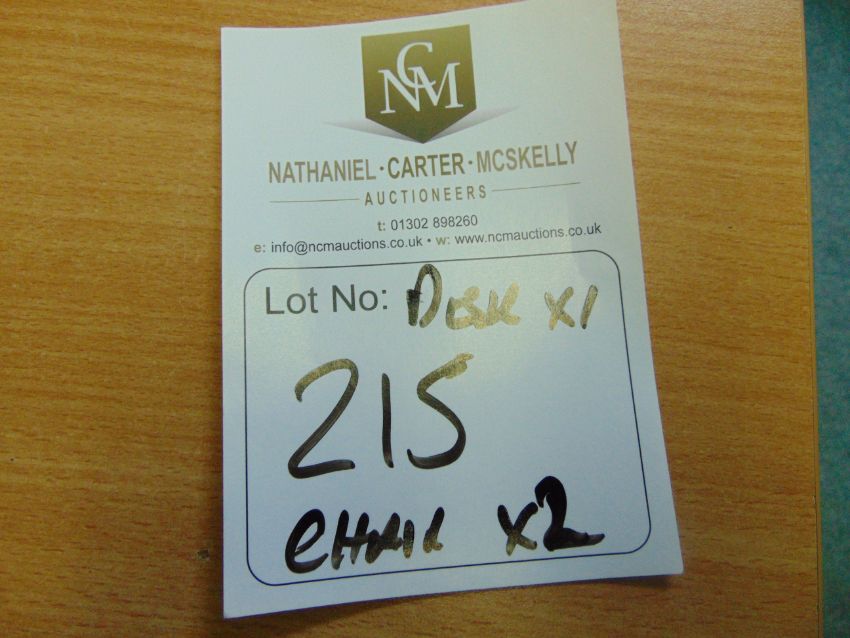 NCM
NATHANIEL · CARTER · MCSKELLY
AUCTIONEERS
t: 01302 898260
e: info@ncmauctions.co.uk • w: www.ncmauctions.co.uk
Lot No: Desk x1
215
CHAIR x2